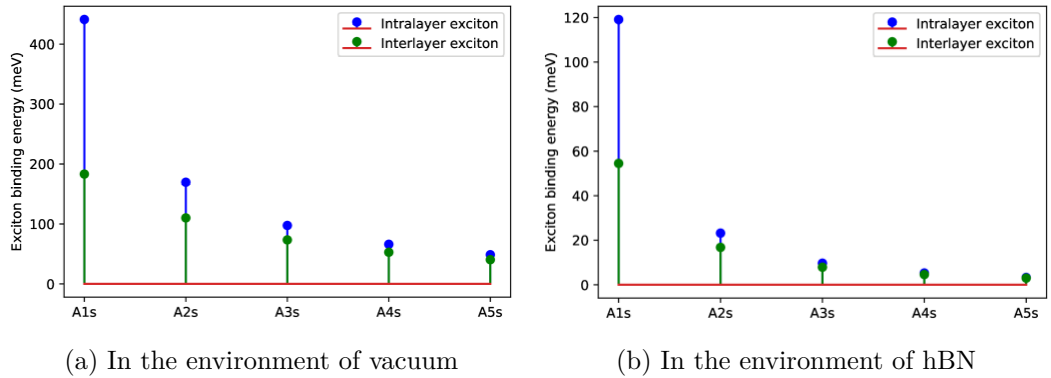 Exciton binding energy (meV)
400
300
200
100
0
Intralayer exciton
Interlayer exciton
A1s A2s A3s A4s A5s
(a) In the environment of vacuum
Exciton binding energy (meV)
120
100
80
60
40
20
0
Intralayer exciton
Interlayer exciton
A1s A2s A3s A4s A5s
(b) In the environment of hBN